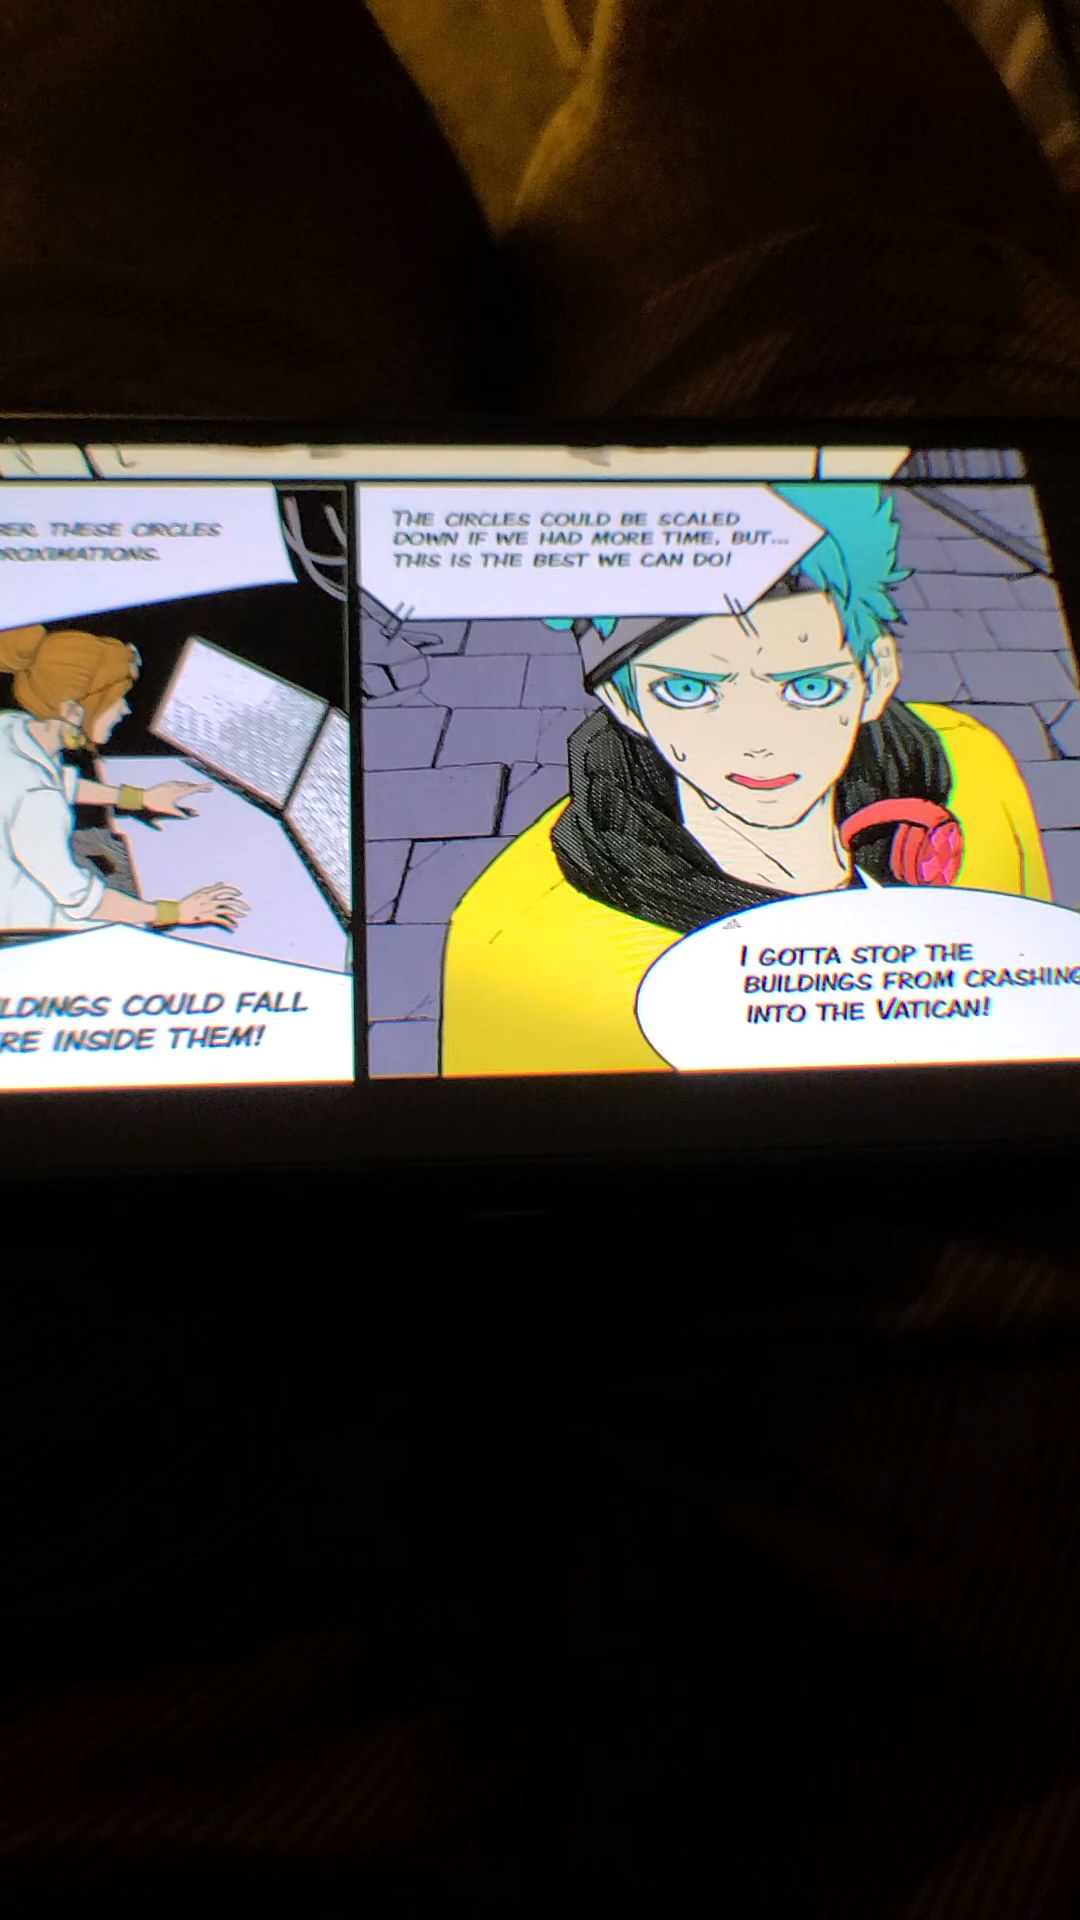 THESE CIRCLES
THE CIRCLES COULD BE SCALED
DOWN IF WE HAD MORE TIME, BUT...
THIS IS THE BEST WE CAN DO!
COULD FALL
INSIDE THEM!
I GOTTA STOP THE
BUILDINGS FROM CRASHING
INTO THE VATICAN!